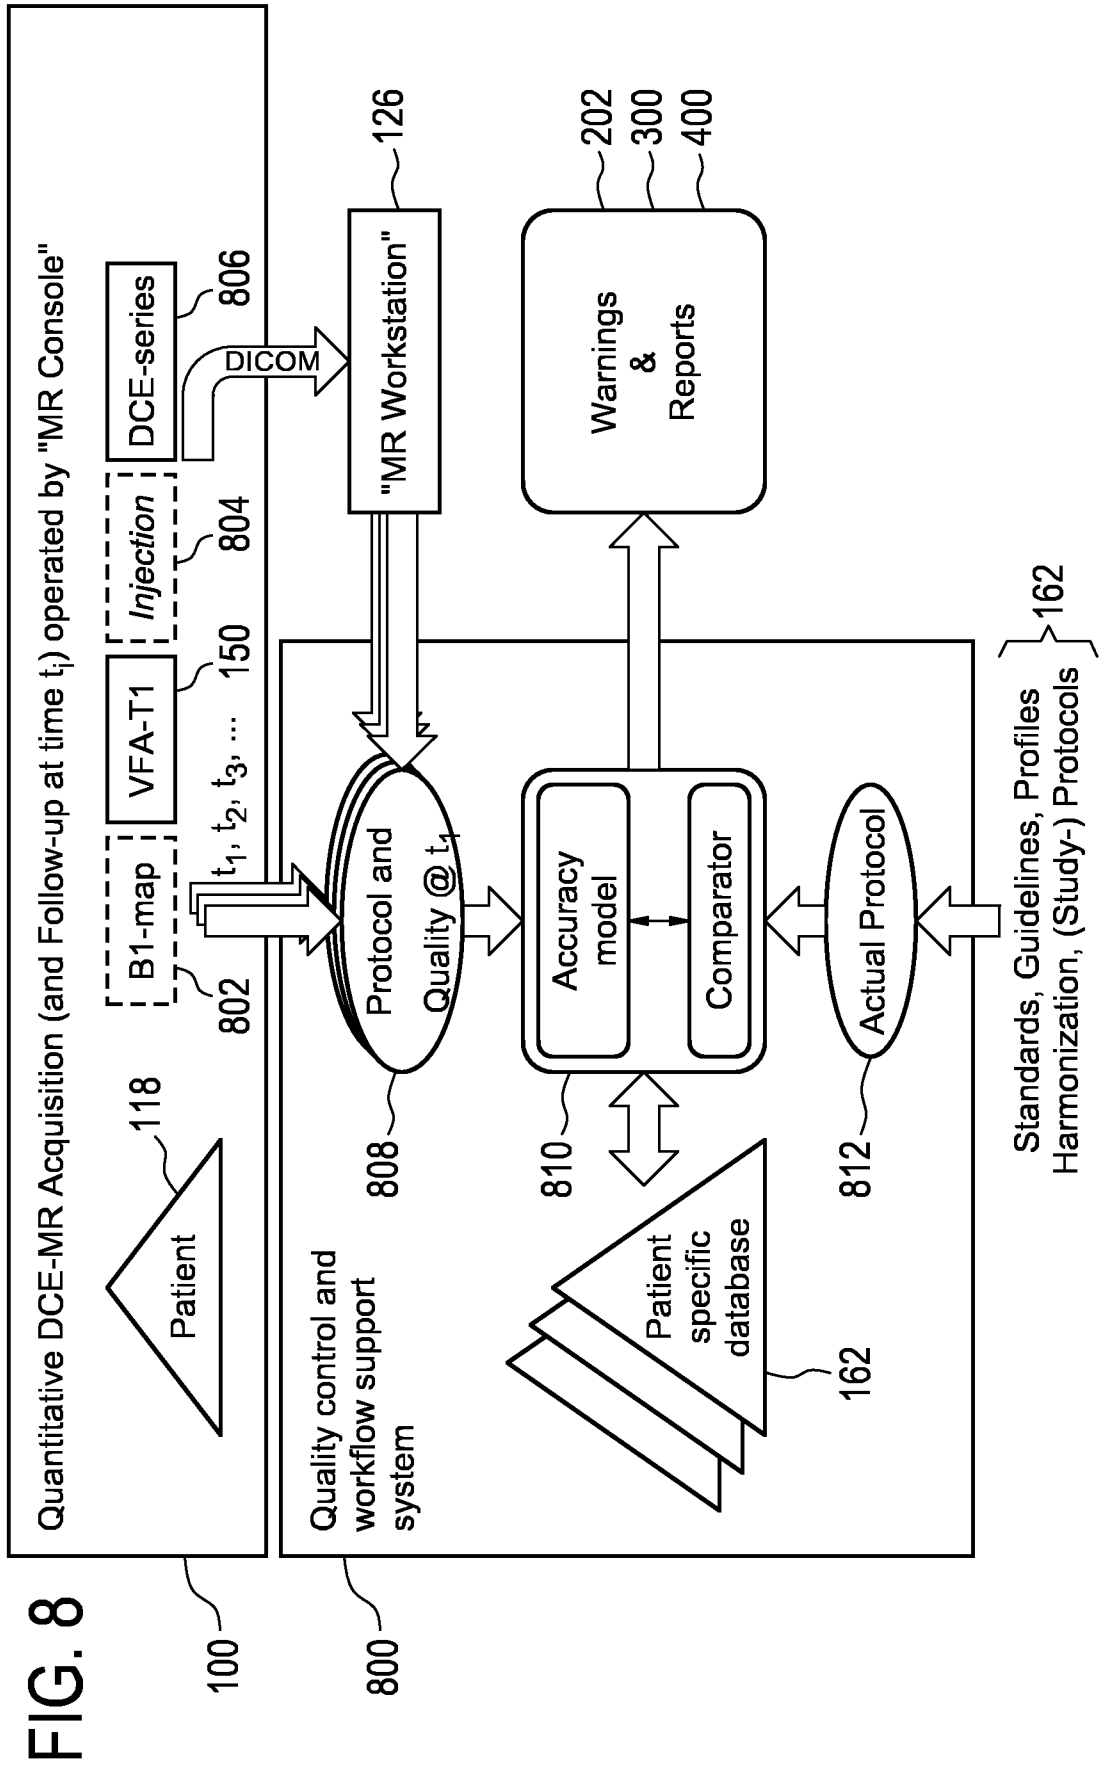 FIG. 8
Quantitative DCE-MR Acquisition (and Follow-up at time ti) operated by "MR Console"
100
Patient
118
B1-map
802
VFA-T1
150
Injection
804
DCE-series
806
t1, t2, t3, ...
DICOM
"MR Workstation"
126
Quality control and
workflow support
system
800
Protocol and
Quality @ t1
808
Accuracy
model
Comparator
810
Warnings
&
Reports
202
300
400
Patient
specific
database
162
Actual Protocol
812
Standards, Guidelines, Profiles
Harmonization, (Study-) Protocols
162